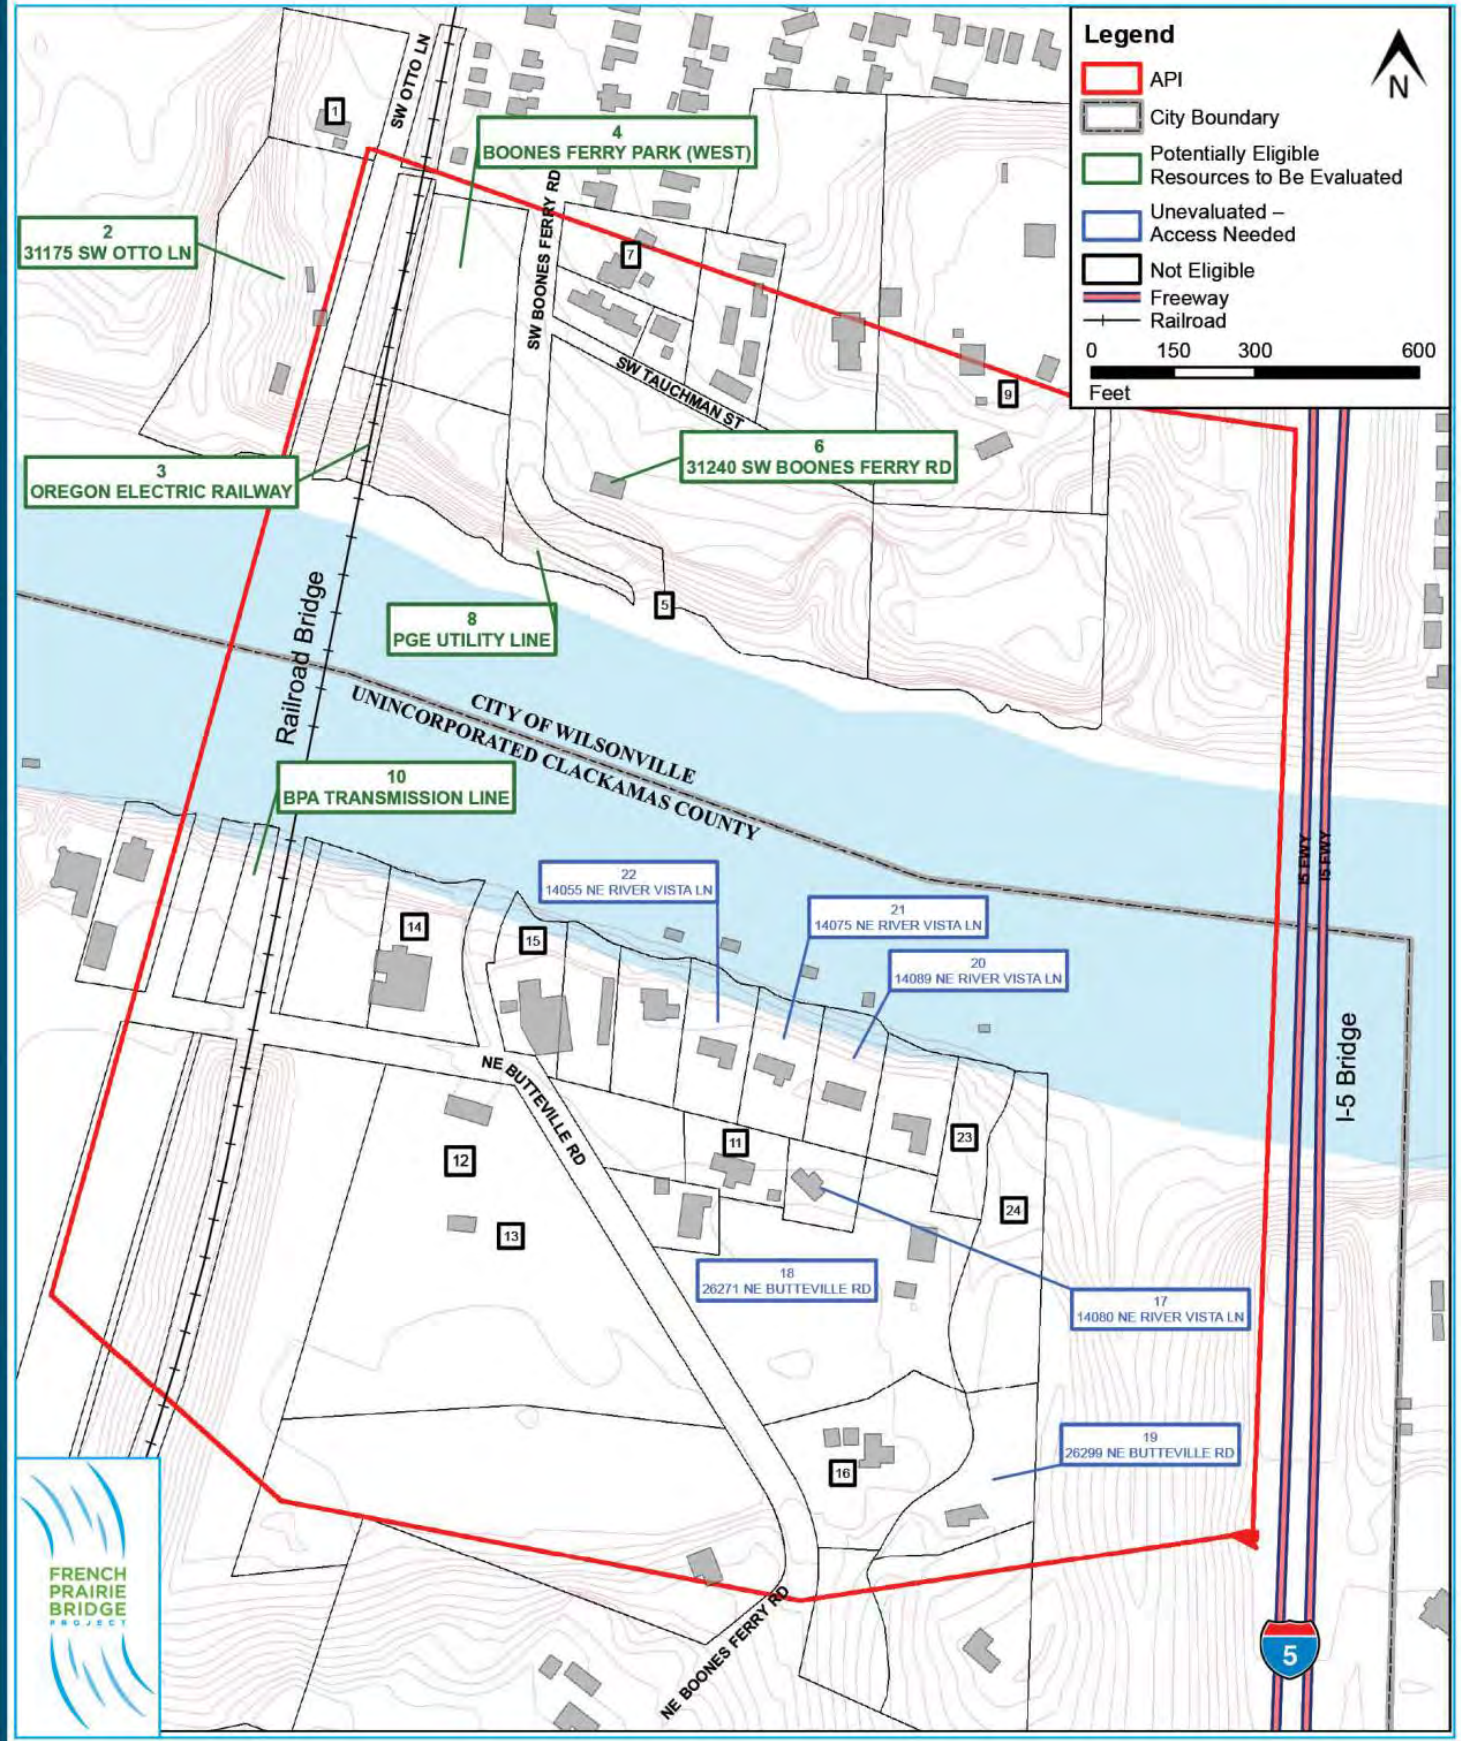 Legend
API
City Boundary
Potentially Eligible
Resources to Be Evaluated
Unevaluated –
Access Needed
Not Eligible
Freeway
Railroad
0 150 300 600
Feet
N
1
SW OTTO LN
4
BOONES FERRY PARK (WEST)
2
31175 SW OTTO LN
SW BOONES FERRY RD
7
SW TAUCHMAN ST
9
6
31240 SW BOONES FERRY RD
3
OREGON ELECTRIC RAILWAY
8
PGE UTILITY LINE
5
Railroad Bridge
CITY OF WILSONVILLE
UNINCORPORATED CLACKAMAS COUNTY
10
BPA TRANSMISSION LINE
I5 FWY
I5 FWY
22
14055 NE RIVER VISTA LN
21
14075 NE RIVER VISTA LN
20
14089 NE RIVER VISTA LN
14
15
I-5 Bridge
NE BUTTEVILLE RD
12
11
23
24
13
18
26271 NE BUTTEVILLE RD
17
14080 NE RIVER VISTA LN
19
26299 NE BUTTEVILLE RD
16
NE BOONES FERRY RD
5
FRENCH
PRAIRIE
BRIDGE
PROJECT